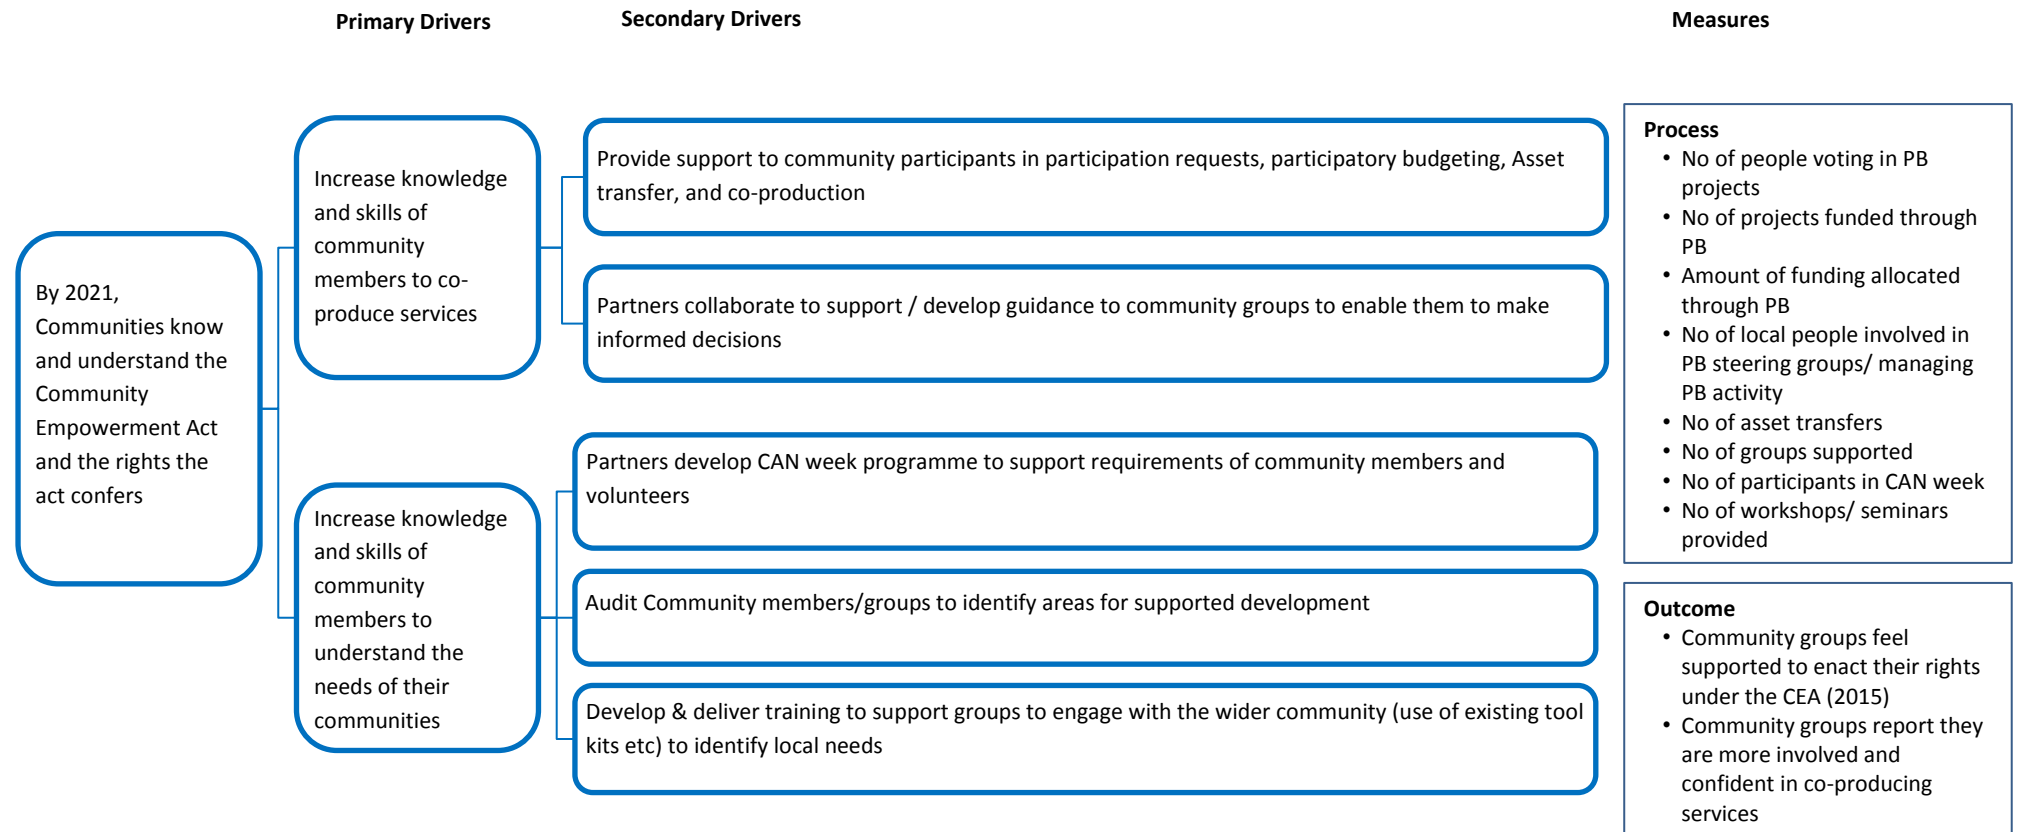 Primary Drivers
Secondary Drivers
Measures
By 2021,
Communities know
and understand the
Community
Empowerment Act
and the rights the
act confers
Increase knowledge
and skills of
community
members to co-
produce services
Increase knowledge
and skills of
community
members to
understand the
needs of their
communities
Provide support to community participants in participation requests, participatory budgeting, Asset
transfer, and co-production
Partners collaborate to support / develop guidance to community groups to enable them to make
informed decisions
Partners develop CAN week programme to support requirements of community members and
volunteers
Audit Community members/groups to identify areas for supported development
Develop & deliver training to support groups to engage with the wider community (use of existing tool
kits etc) to identify local needs
Process
• No of people voting in PB
projects
• No of projects funded through
PB
• Amount of funding allocated
through PB
• No of local people involved in
PB steering groups/ managing
PB activity
• No of asset transfers
• No of groups supported
• No of participants in CAN week
• No of workshops/ seminars
provided
Outcome
• Community groups feel
supported to enact their rights
under the CEA (2015)
• Community groups report they
are more involved and
confident in co-producing
services